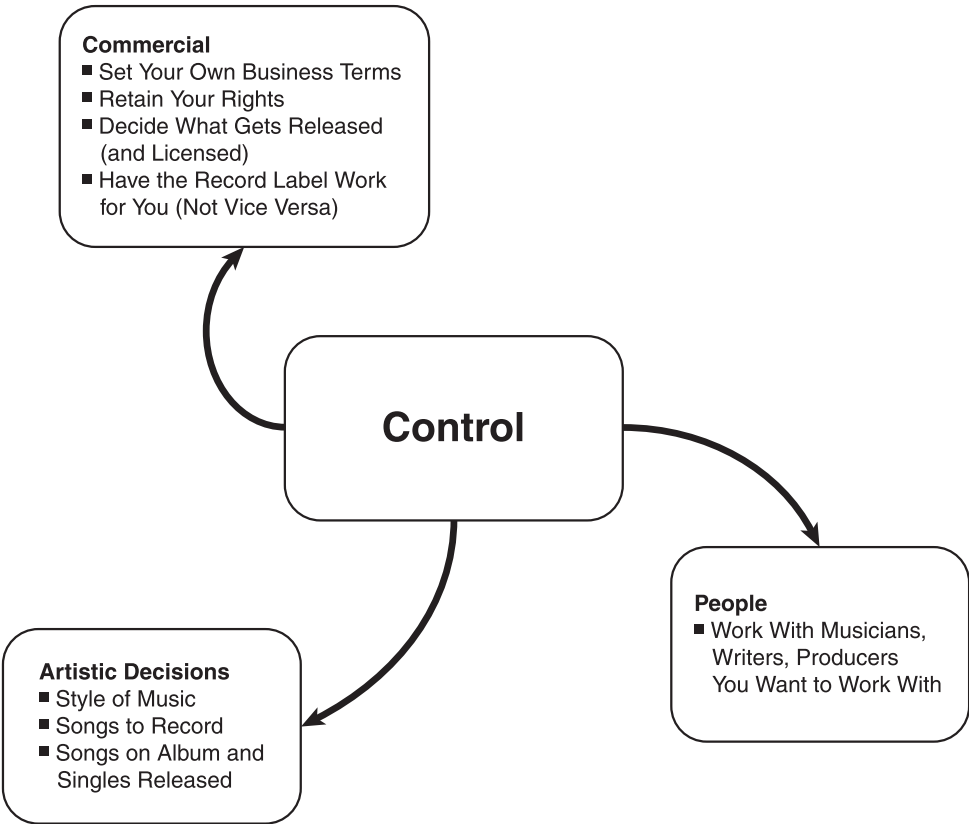 Commercial
■ Set Your Own Business Terms
■ Retain Your Rights
■ Decide What Gets Released
(and Licensed)
■ Have the Record Label Work
for You (Not Vice Versa)
Control
People
■ Work With Musicians,
Writers, Producers
You Want to Work With
Artistic Decisions
■ Style of Music
■ Songs to Record
■ Songs on Album and
Singles Released